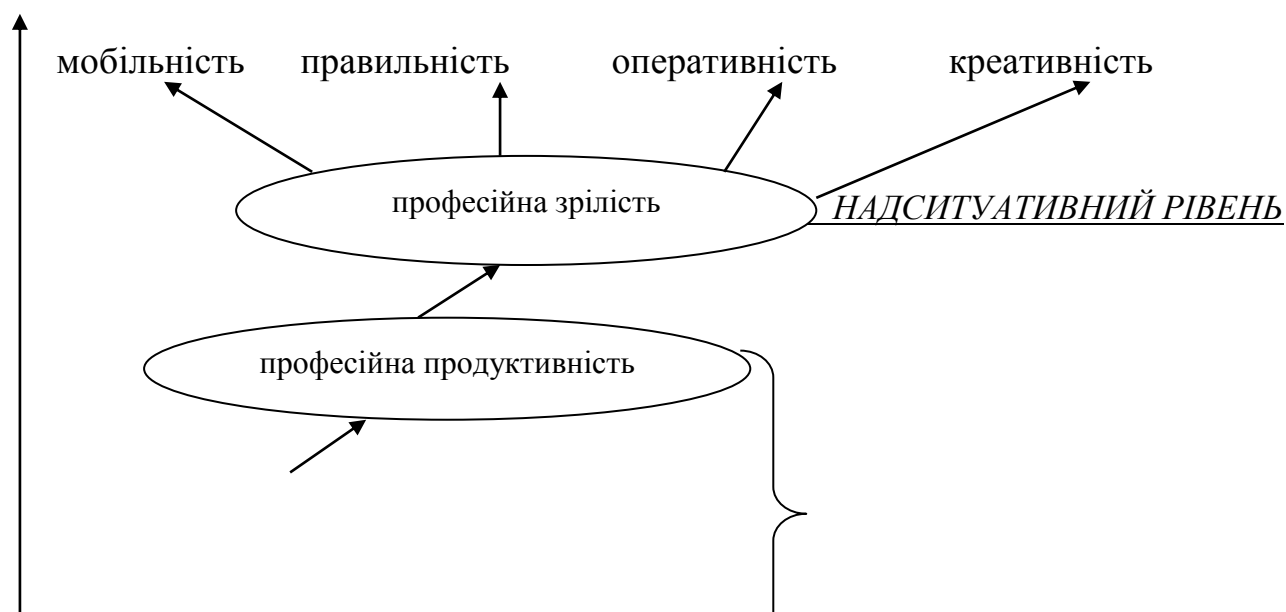 мобільність правильність оперативність креативність
професійна зрілість
НАДСИТУАТИВНИЙ РІВЕНЬ
професійна продуктивність